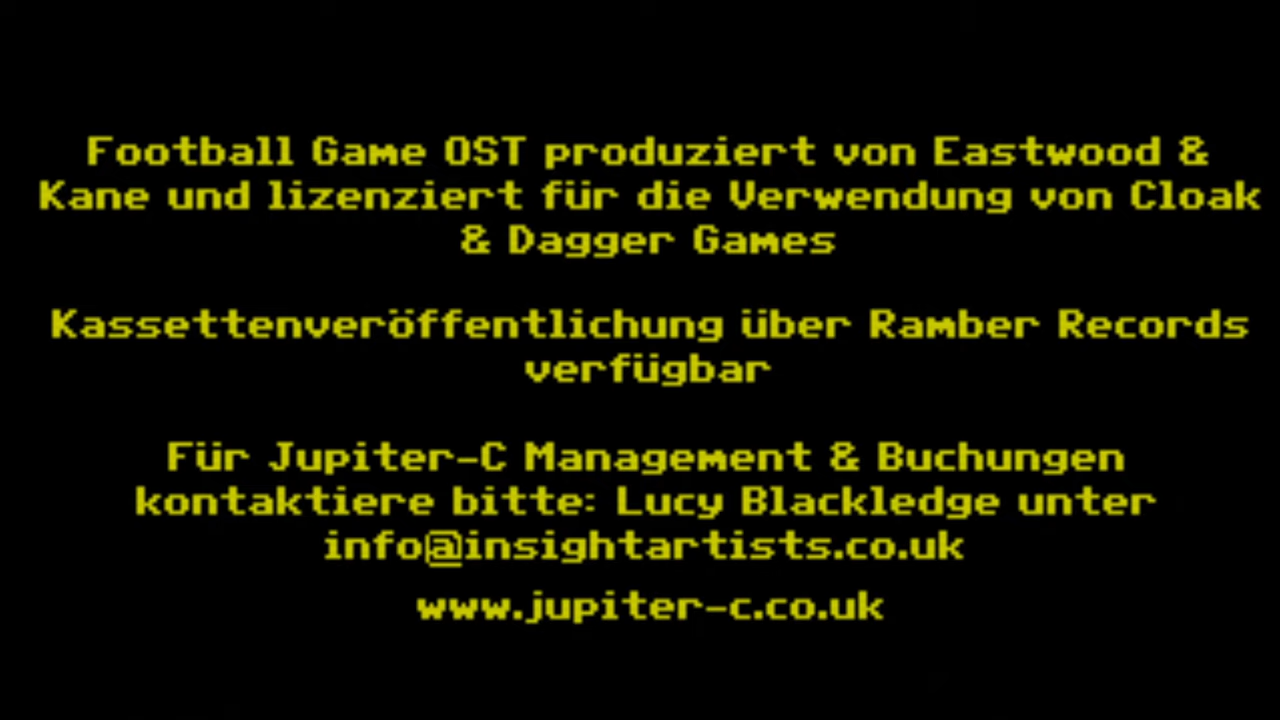 Football Game OST produziert von Eastwood &
Kane und lizenziert für die Verwendung von Cloak
& Dagger Games
Kassettenveröffentlichung über Ramber Records
verfügbar
Für Jupiter-C Management & Buchungen
kontaktiere bitte: Lucy Blackledge unter
info@insightartists.co.uk
www.jupiter-c.co.uk